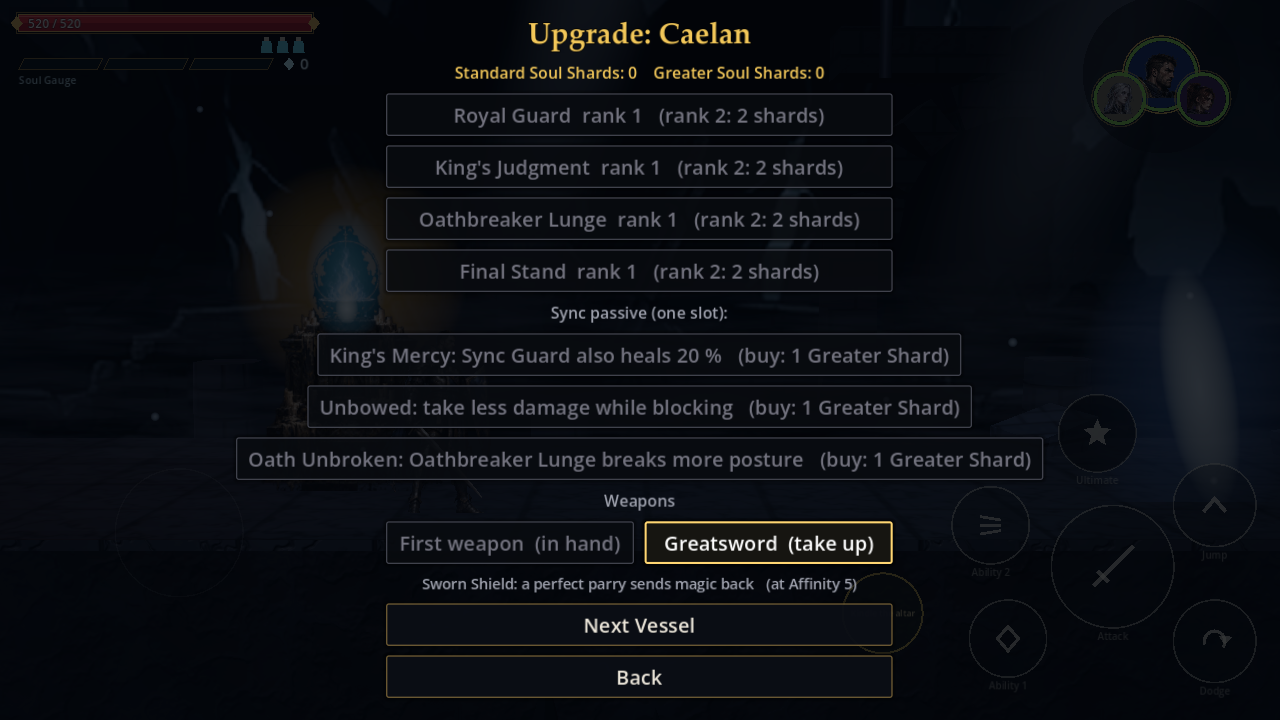 520 / 520
0
Soul Gauge
Upgrade: Caelan
Standard Soul Shards: 0 Greater Soul Shards: 0
Royal Guard rank 1 (rank 2: 2 shards)
King's Judgment rank 1 (rank 2: 2 shards)
Oathbreaker Lunge rank 1 (rank 2: 2 shards)
Final Stand rank 1 (rank 2: 2 shards)
Sync passive (one slot):
King's Mercy: Sync Guard also heals 20 % (buy: 1 Greater Shard)
Unbowed: take less damage while blocking (buy: 1 Greater Shard)
Oath Unbroken: Oathbreaker Lunge breaks more posture (buy: 1 Greater Shard)
Weapons
First weapon (in hand) Greatsword (take up)
Sworn Shield: a perfect parry sends magic back (at Affinity 5)
Next Vessel
Back
Ultimate
Ability 2
Jump
altar
Attack
Ability 1
Dodge